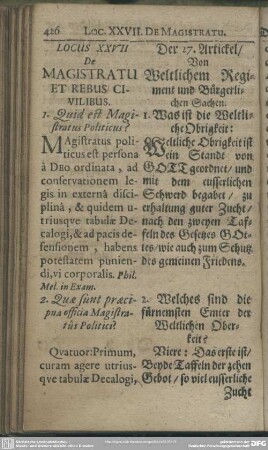 426 LOC. XXVII. DE MAGISTRATU.
LOCUS XXVII
De
MAGISTRATU
ET REBUS CI-
VILIBUS.
1. Quid est Magi-
stratus Politicus?
MAgistratus poli-
ticus est persona
à DEO ordinata, ad
conservationem le-
gis in externâ disci-
plinâ, & quidem u-
triusqve tabulæ De-
calogi, & ad pacis de-
fensionem, habens
potestatem punien-
di, vi corporali. Phil.
Mel. in Exam.
2. Quæ sunt præci-
pua officia Magistra-
tûs Politici?
Qvatuor: Primum,
curam agere utrius-
qve tabulæ Decalogi,
Der 27. Artickel/
Von
Weltlichem Regi-
ment und Bürgerli-
chen Sachen.
1. Was ist die Weltli-
che Obrigkeit:
Weltliche Obrigkeit ist
ein Stand von
GOTT geordnet/ und
mit dem eusserlichen
Schwerd begabet/ zu
erhaltung guter Zucht/
nach den zweyen Taf-
feln des Gesetzes GOt-
tes/ wie auch zum Schutz
des gemeinen Friedens.
2. Welches sind die
fürnemsten Emter der
Weltlichen Ober-
keit?
Viere: Das erste ist/
Beyde Taffeln der zehen
Gebot/ so viel eusserliche
Zucht